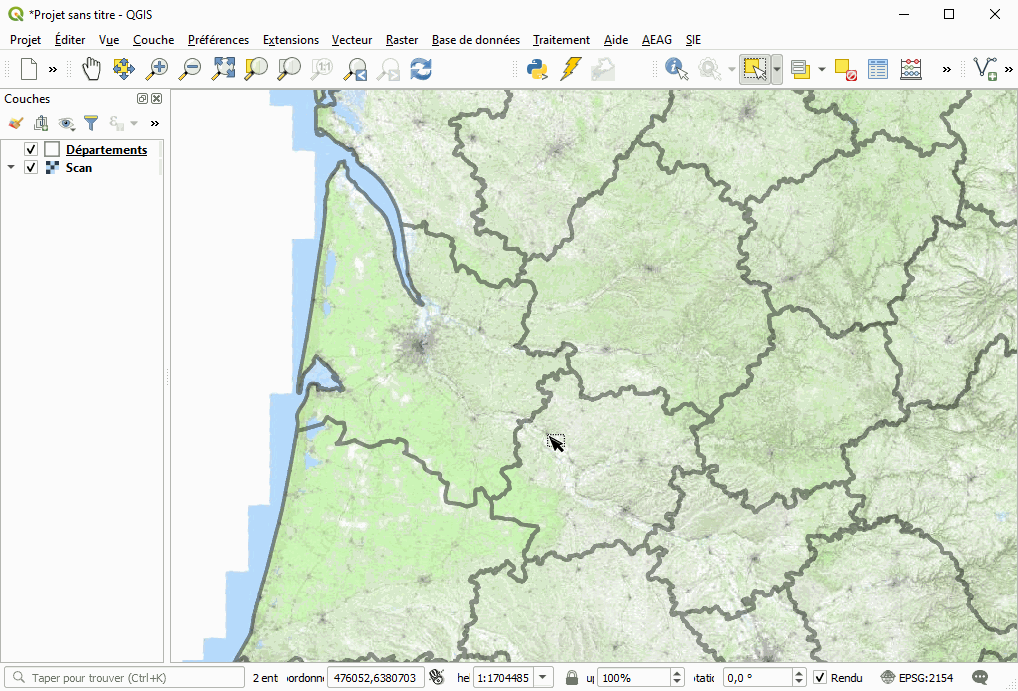 *Projet sans titre - QGIS
Projet Éditer Vue Couche Préférences Extensions Vecteur Raster Base de données Traitement Aide AEAG SIE
Couches
Départements
Scan
Taper pour trouver (Ctrl+K) 2 ent oordonn 476052,6380703 he 1:1704485 100% tatic 0,0 ° Rendu EPSG:2154